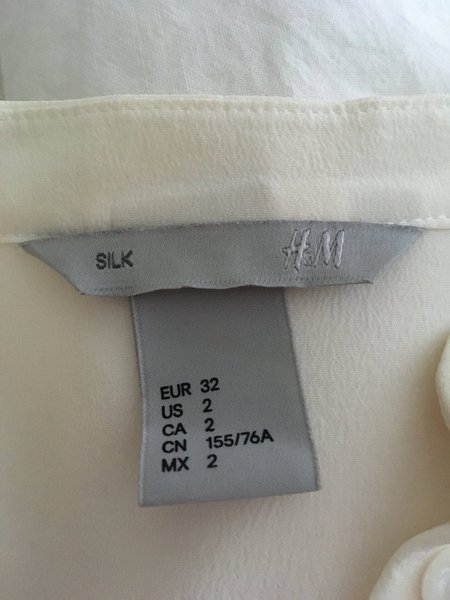 SILK H&M
EUR 32
US 2
CA 2
CN 155/76A
MX 2